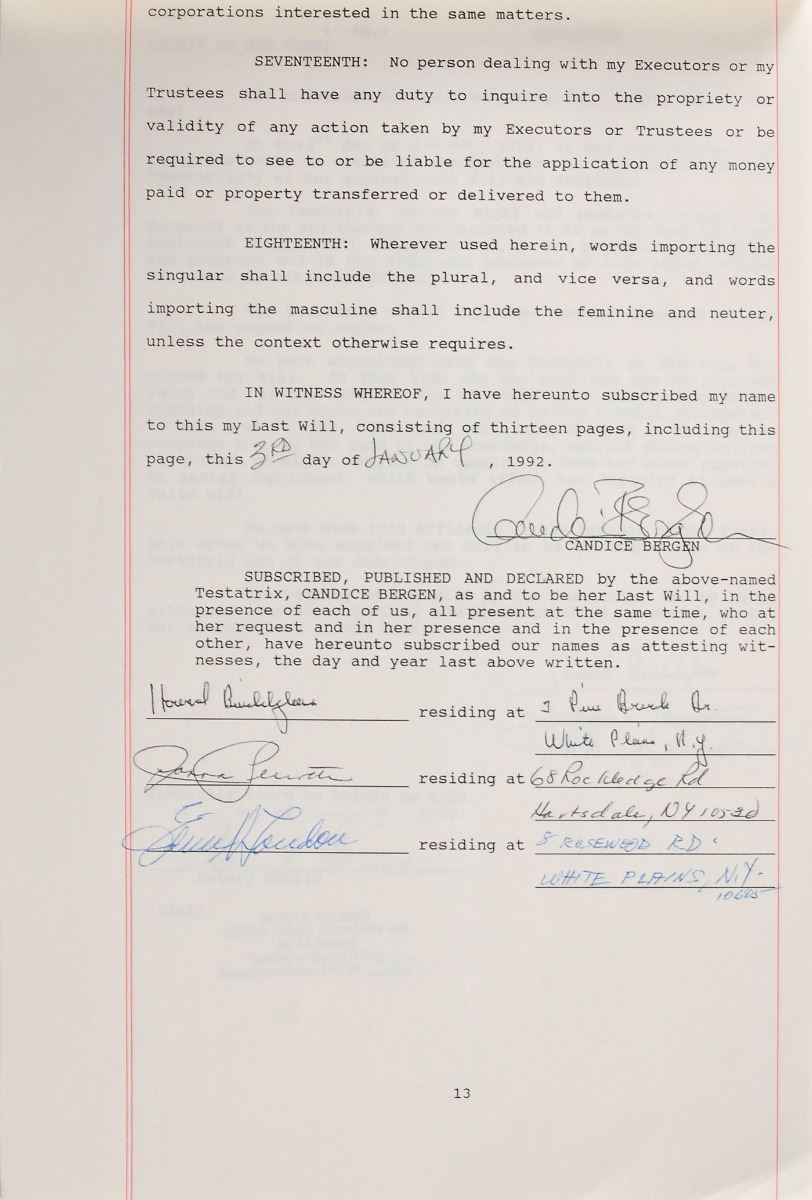 corporations interested in the same matters.
SEVENTEENTH: No person dealing with my Executors or my
Trustees shall have any duty to inquire into the propriety or
validity of any action taken by my Executors or Trustees or be
required to see to or be liable for the application of any money
paid or property transferred or delivered to them.
EIGHTEENTH: Wherever used herein, words importing the
singular shall include the plural, and vice versa, and words
importing the masculine shall include the feminine and neuter,
unless the context otherwise requires.
IN WITNESS WHEREOF, I have hereunto subscribed my name
to this my Last Will, consisting of thirteen pages, including this
page, this 3RD day of JANUARY, 1992.
Candice Bergen
CANDICE BERGEN
SUBSCRIBED, PUBLISHED AND DECLARED by the above-named
Testatrix, CANDICE BERGEN, as and to be her Last Will, in the
presence of each of us, all present at the same time, who at
her request and in her presence and in the presence of each
other, have hereunto subscribed our names as attesting wit-
nesses, the day and year last above written.
Howard residing at Pine Brook Dr.
White Plains, N.Y.
residing at 68 Rockledge Rd
Hartsdale, NY 10530
London residing at 8 ROSEWOOD RD.
WHITE PLAINS, N.Y.
10605
13